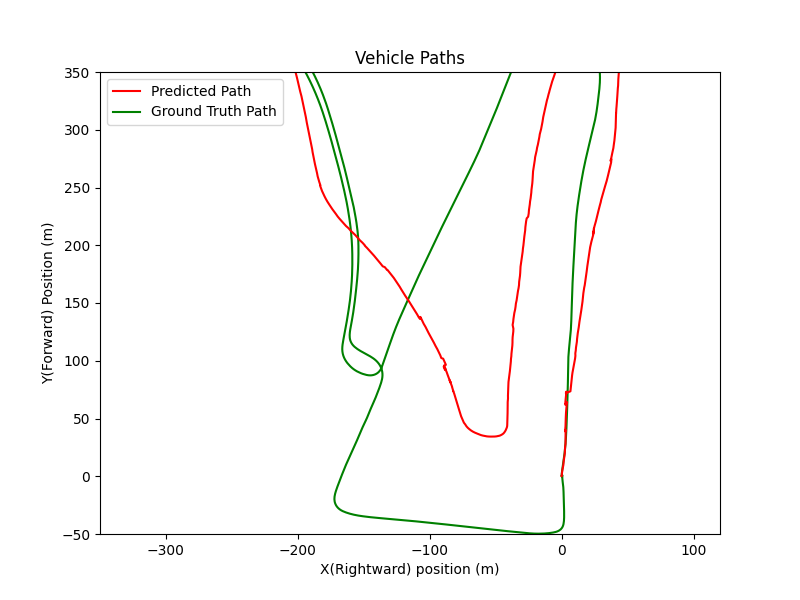 Vehicle Paths
Predicted Path
Ground Truth Path
350
300
250
200
150
100
50
0
−50
Y(Forward) Position (m)
−300
−200
−100
0
100
X(Rightward) position (m)